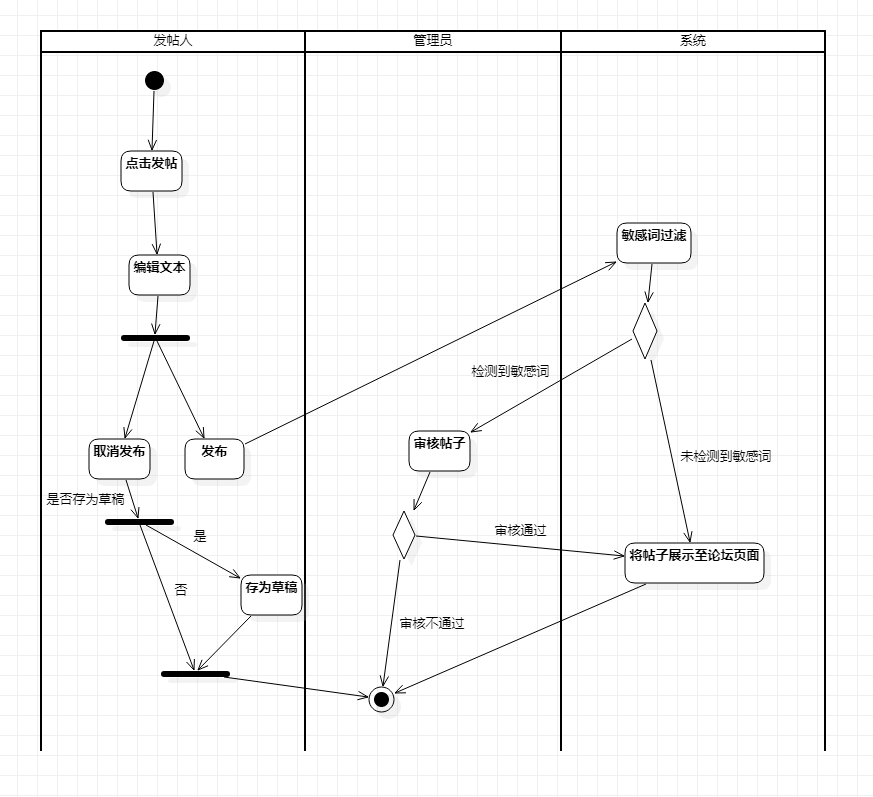 发帖人
管理员
系统
点击发帖
敏感词过滤
编辑文本
检测到敏感词
取消发布
发布
审核帖子
未检测到敏感词
是否存为草稿
是
审核通过
将帖子展示至论坛页面
否
存为草稿
审核不通过